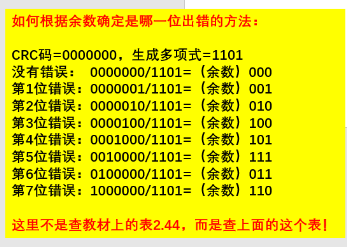 如何根据余数确定是哪一位出错的方法：
CRC码=0000000，生成多项式=1101
没有错误： 0000000/1101=（余数）000
第1位错误：0000001/1101=（余数）001
第2位错误：0000010/1101=（余数）010
第3位错误：0000100/1101=（余数）100
第4位错误：0001000/1101=（余数）101
第5位错误：0010000/1101=（余数）111
第6位错误：0100000/1101=（余数）011
第7位错误：1000000/1101=（余数）110
这里不是查教材上的表2.44，而是查上面的这个表！